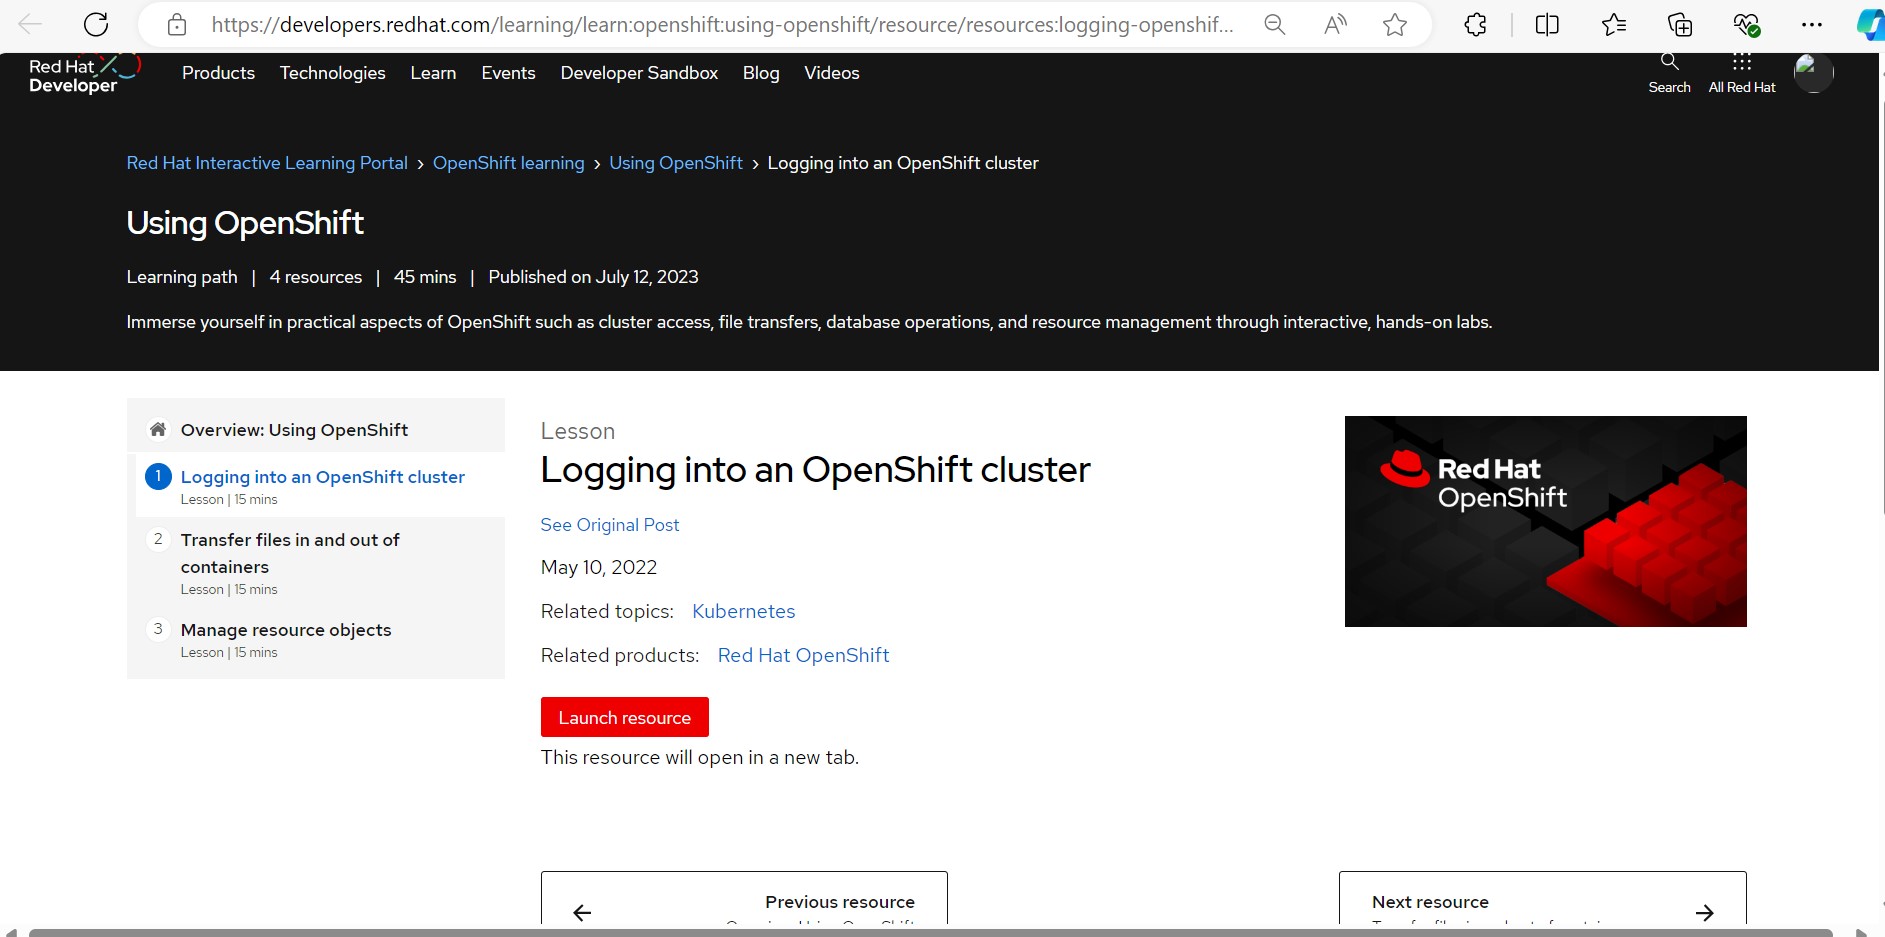 https://developers.redhat.com/learning/learn:openshift:using-openshift/resource/resources:logging-openshif...
Red Hat
Developer
Products Technologies Learn Events Developer Sandbox Blog Videos
Search All Red Hat
Red Hat Interactive Learning Portal › OpenShift learning › Using OpenShift › Logging into an OpenShift cluster
Using OpenShift
Learning path | 4 resources | 45 mins | Published on July 12, 2023
Immerse yourself in practical aspects of OpenShift such as cluster access, file transfers, database operations, and resource management through interactive, hands-on labs.
Overview: Using OpenShift
1 Logging into an OpenShift cluster
Lesson | 15 mins
2 Transfer files in and out of
containers
Lesson | 15 mins
3 Manage resource objects
Lesson | 15 mins
Lesson
Logging into an OpenShift cluster
See Original Post
May 10, 2022
Related topics: Kubernetes
Related products: Red Hat OpenShift
Launch resource
This resource will open in a new tab.
Red Hat
OpenShift
Previous resource
Next resource